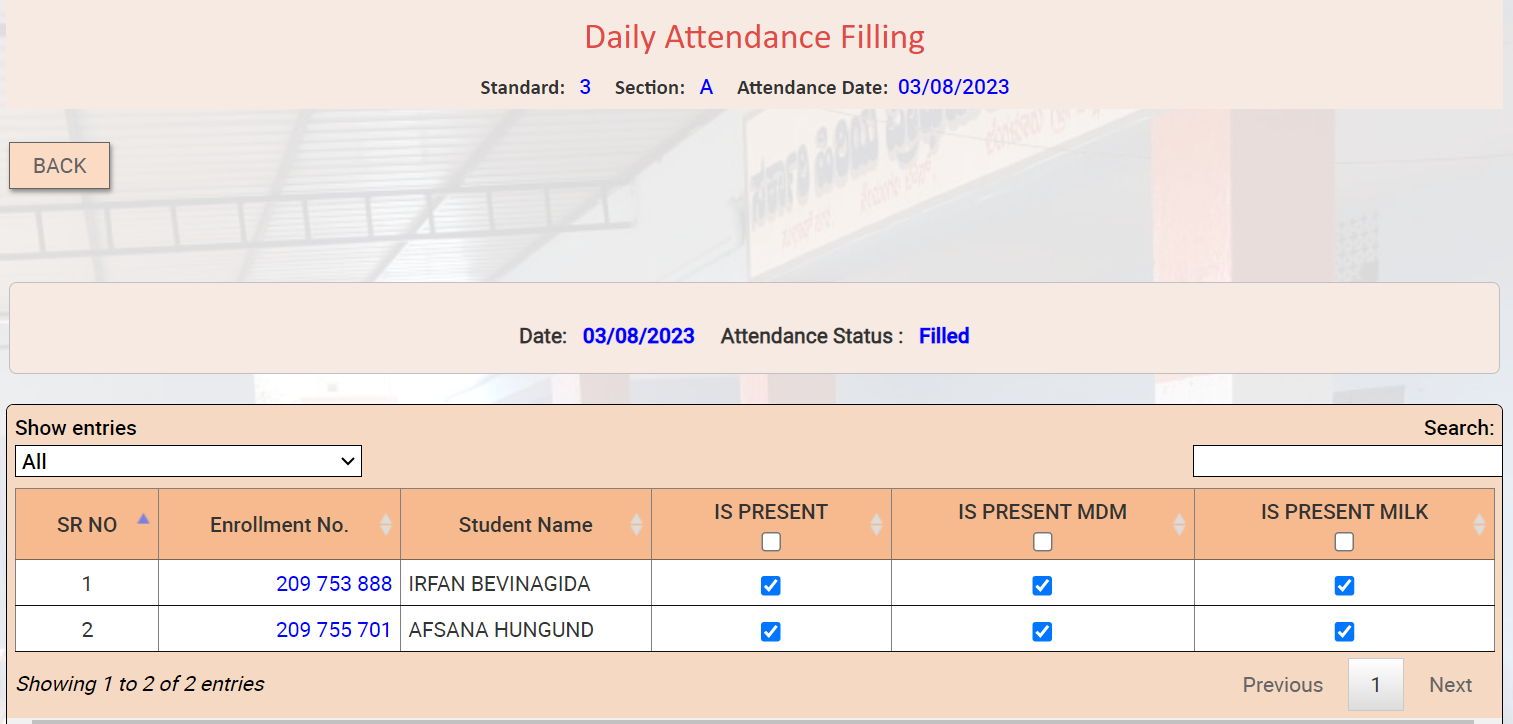 Daily Attendance Filling
Standard: 3 Section: A Attendance Date: 03/08/2023
BACK
Date: 03/08/2023 Attendance Status : Filled
Show entries
Search:
All
SR NO Enrollment No. Student Name IS PRESENT IS PRESENT MDM IS PRESENT MILK
1 209 753 888 IRFAN BEVINAGIDA
2 209 755 701 AFSANA HUNGUND
Showing 1 to 2 of 2 entries
Previous 1 Next